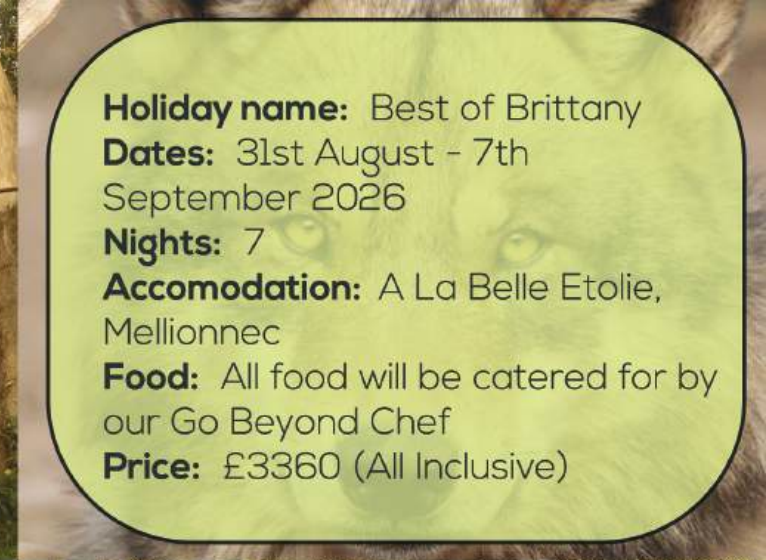 Holiday name: Best of Brittany
Dates: 31st August - 7th
September 2026
Nights: 7
Accomodation: A La Belle Etolie,
Mellionnec
Food: All food will be catered for by
our Go Beyond Chef
Price: £3360 (All Inclusive)